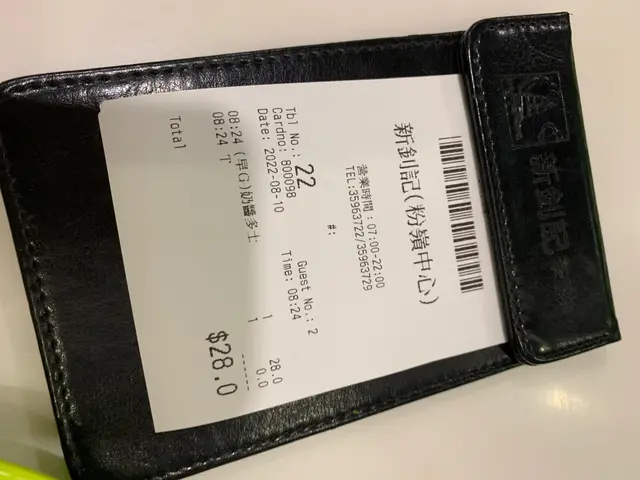 新釗記(粉嶺中心)
營業時間：07:00-22:00
TEL:35963722/35963729
#:
Tbl No.: 22 Guest No.: 2
Cardno: 800098 Time: 08:24
Date: 2022-08-10
08:24 (早G)奶醬多士 1 28.0
08:24 T 1 0.0
------
Total $28.0
新釗記